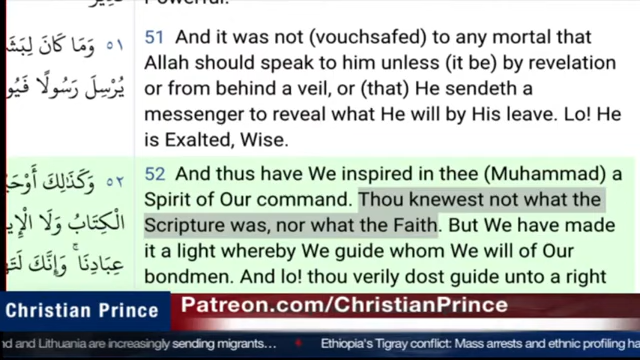 51 And it was not (vouchsafed) to any mortal that
Allah should speak to him unless (it be) by revelation
or from behind a veil, or (that) He sendeth a
messenger to reveal what He will by His leave. Lo! He
is Exalted, Wise.
٥١ وَمَا كَانَ
يُرْسِلَ رَسُولًا
52 And thus have We inspired in thee (Muhammad) a
Spirit of Our command. Thou knewest not what the
Scripture was, nor what the Faith. But We have made
it a light whereby We guide whom We will of Our
bondmen. And lo! thou verily dost guide unto a right
٥٢ وَكَذَٰلِكَ
الْكِتَابُ وَلَا
عِبَادِنَا ۚ وَإِنَّكَ
Christian Prince
Patreon.com/ChristianPrince
and Lithuania are increasingly sending migrants... Ethiopia's Tigray conflict: Mass arrests and ethnic profiling